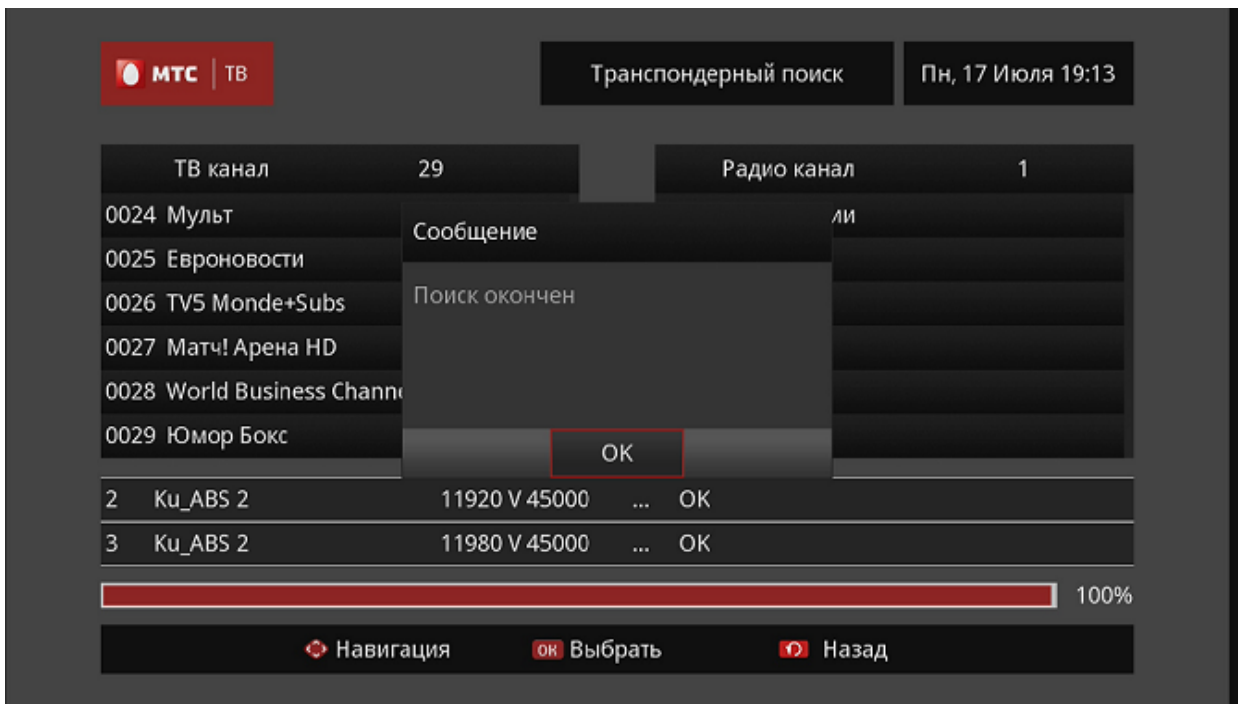 МТС ТВ
Транспондерный поиск
Пн, 17 Июля 19:13
ТВ канал 29
Радио канал 1
0024 Мульт
0025 Евроновости
0026 TV5 Monde+Subs
0027 Матч! Арена HD
0028 World Business
0029 Юмор Бокс
Сообщение
Поиск окончен
OK
2 Ku_ABS 2 11920 V 45000 ... OK
3 Ku_ABS 2 11980 V 45000 ... OK
100%
Навигация ОК Выбрать Назад